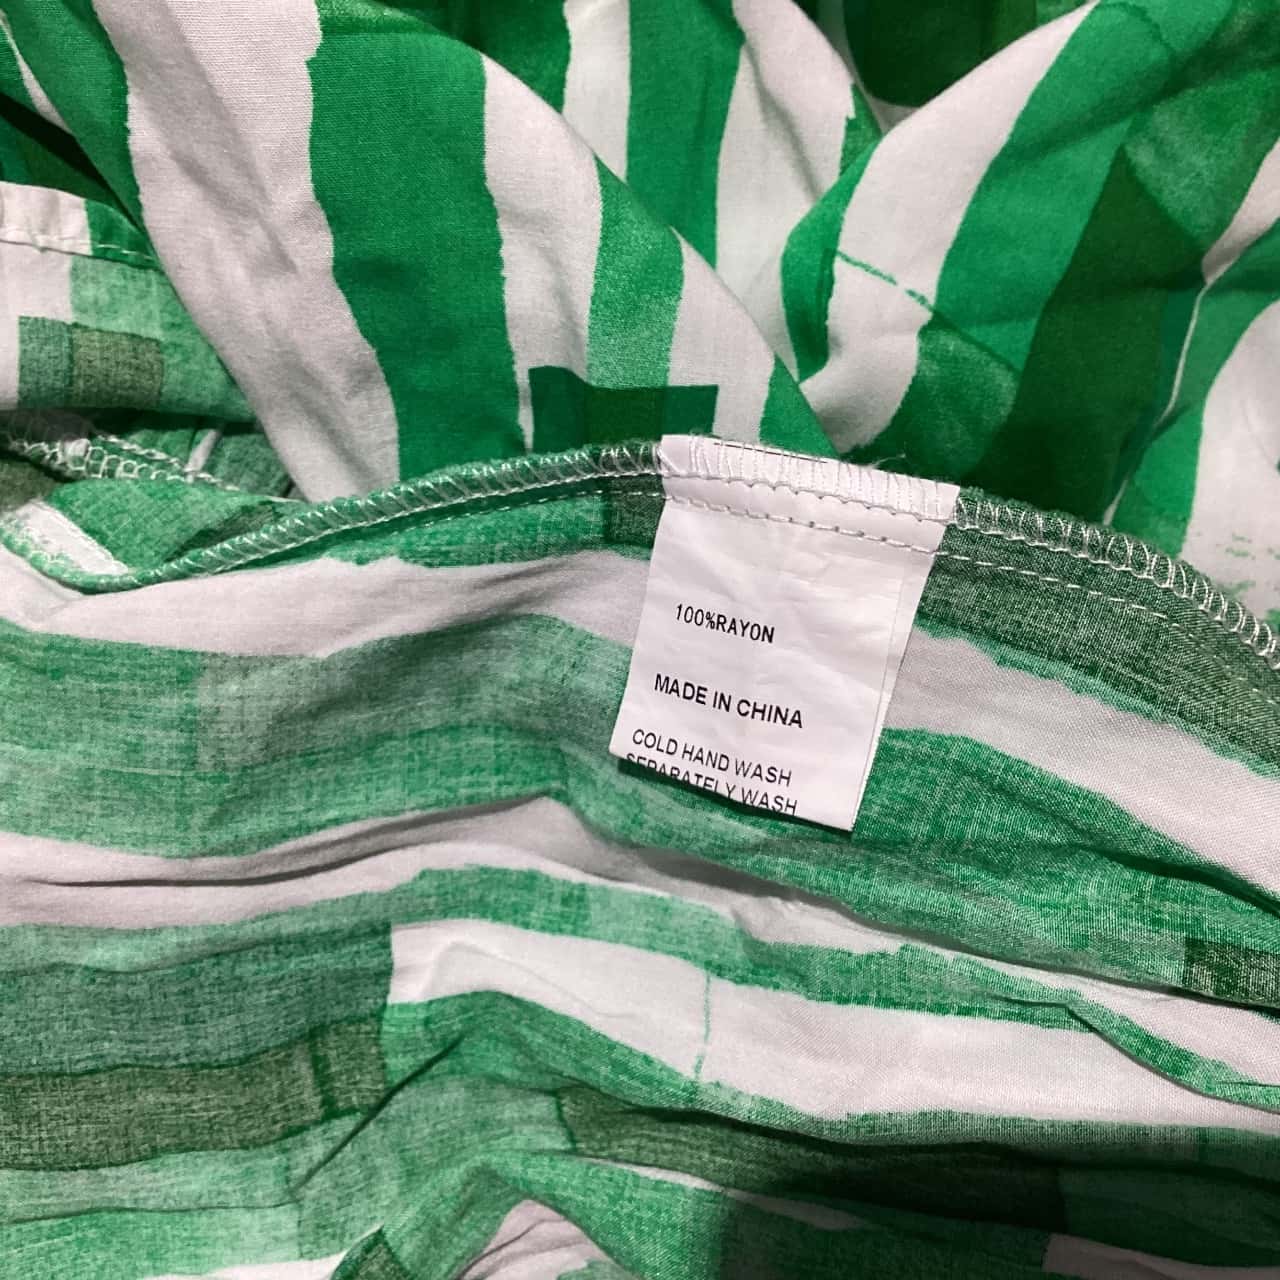 100%RAYON
MADE IN CHINA
COLD HAND WASH
SEPARATELY WASH